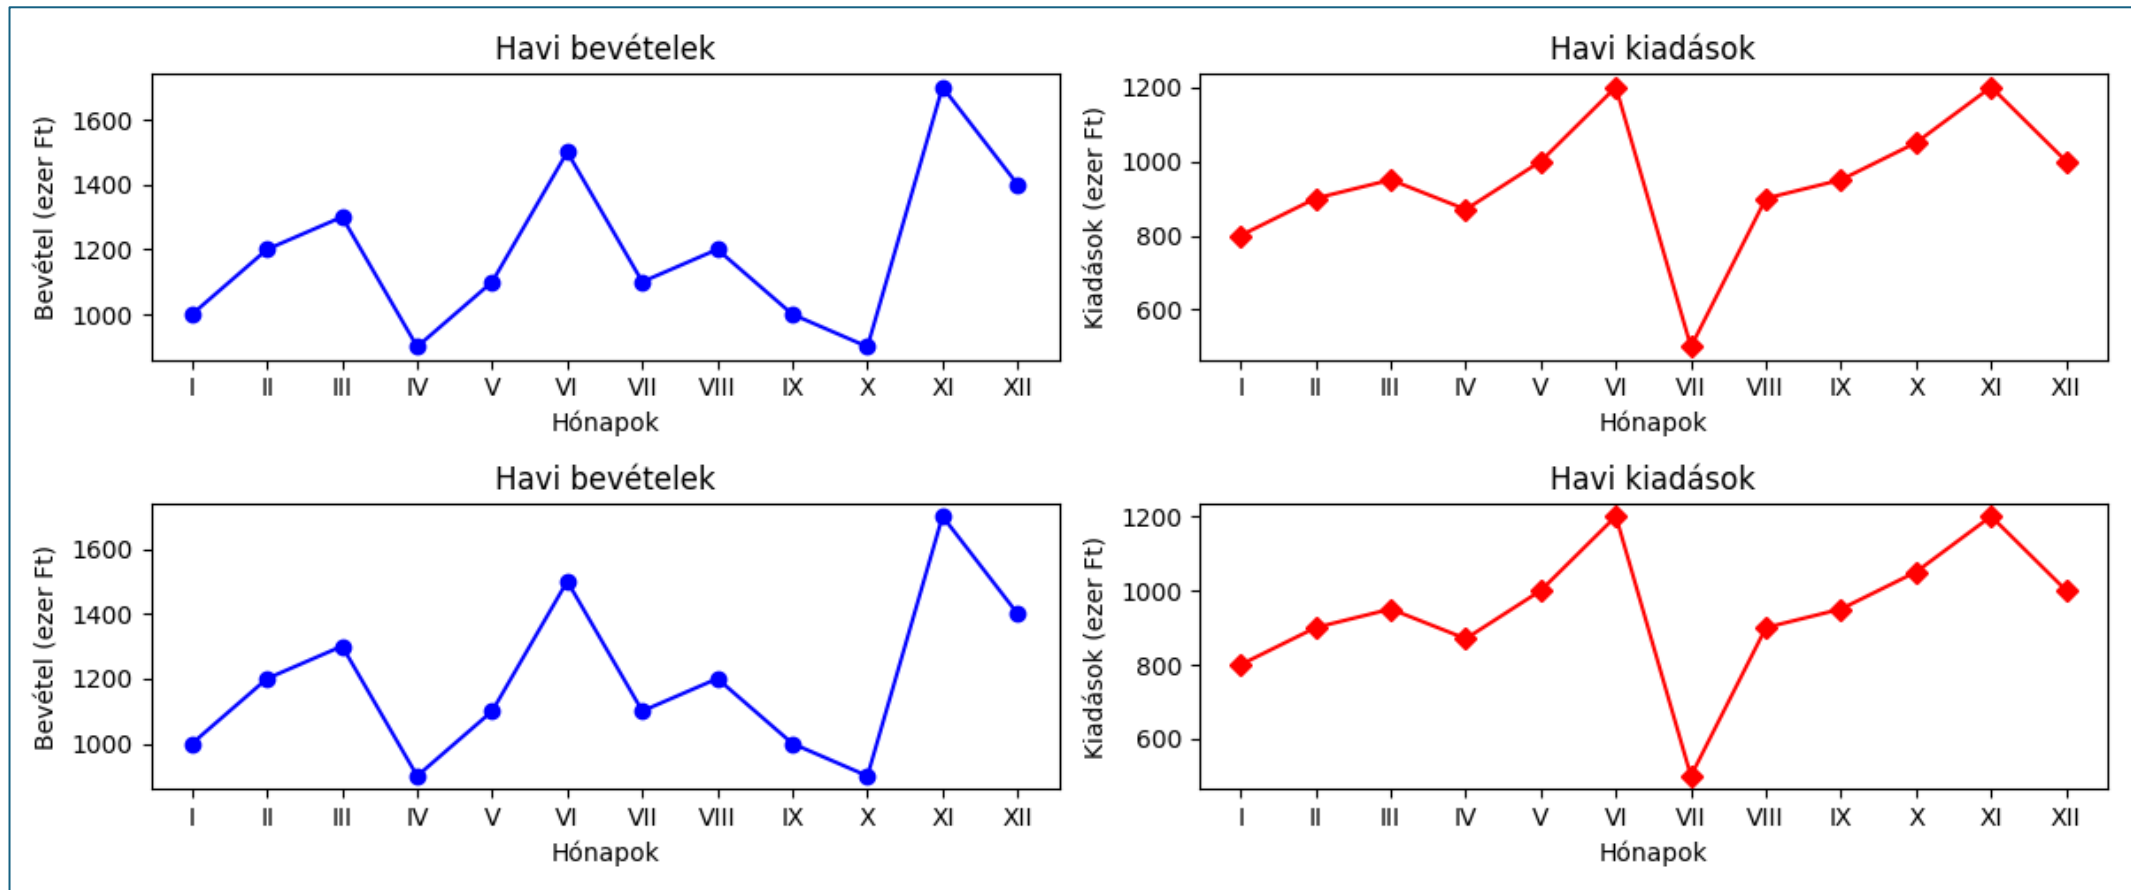 Havi bevételek
Bevétel (ezer Ft)
1600
1400
1200
1000
I II III IV V VI VII VIII IX X XI XII
Hónapok
Havi kiadások
Kiadások (ezer Ft)
1200
1000
800
600
I II III IV V VI VII VIII IX X XI XII
Hónapok
Havi bevételek
Bevétel (ezer Ft)
1600
1400
1200
1000
I II III IV V VI VII VIII IX X XI XII
Hónapok
Havi kiadások
Kiadások (ezer Ft)
1200
1000
800
600
I II III IV V VI VII VIII IX X XI XII
Hónapok